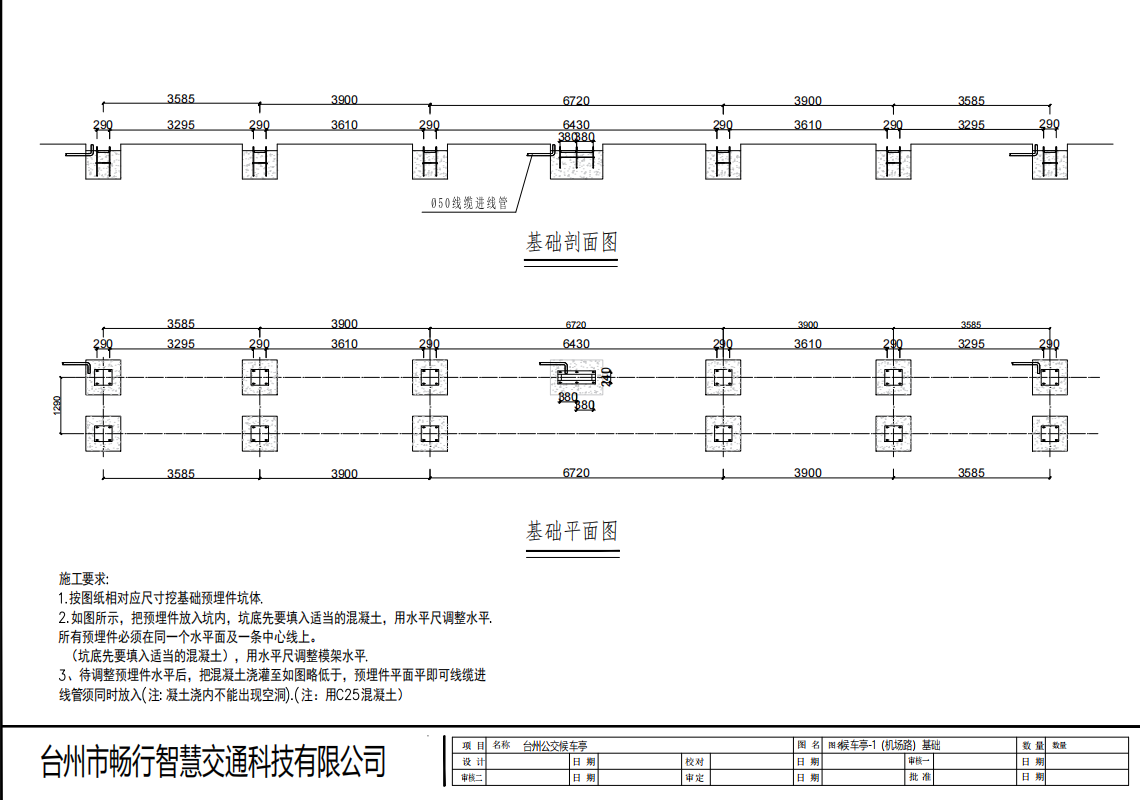 3585 3900 6720 3900 3585
290 3295 290 3610 290 6430 290 3610 290 3295 290
380 380
Ø50线缆进线管
基础剖面图
3585 3900 6720 3900 3585
290 3295 290 3610 290 6430 290 3610 290 3295 290
240
1290
380
380
3585 3900 6720 3900 3585
基础平面图
施工要求:
1.按图纸相对应尺寸挖基础预埋件坑体.
2.如图所示，把预埋件放入坑内，坑底先要填入适当的混凝土，用水平尺调整水平.
所有预埋件必须在同一个水平面及一条中心线上。
（坑底先要填入适当的混凝土），用水平尺调整模架水平.
3、待调整预埋件水平后，把混凝土浇灌至如图略低于，预埋件平面平即可线缆进
线管须同时放入(注: 凝土浇内不能出现空洞).(注：用C25混凝土）
台州市畅行智慧交通科技有限公司
项 目 名称 台州公交候车亭 图 名 图名候车亭-1（机场路）基础 数 量 数量
设 计 日 期 校对 日 期 审核一 日 期
审核二 日 期 审定 日 期 批 准 日 期